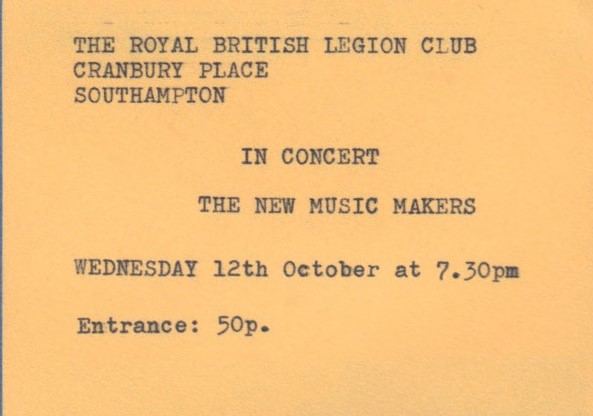 THE ROYAL BRITISH LEGION CLUB
CRANBURY PLACE
SOUTHAMPTON
IN CONCERT
THE NEW MUSIC MAKERS
WEDNESDAY 12th October at 7.30pm
Entrance: 50p.